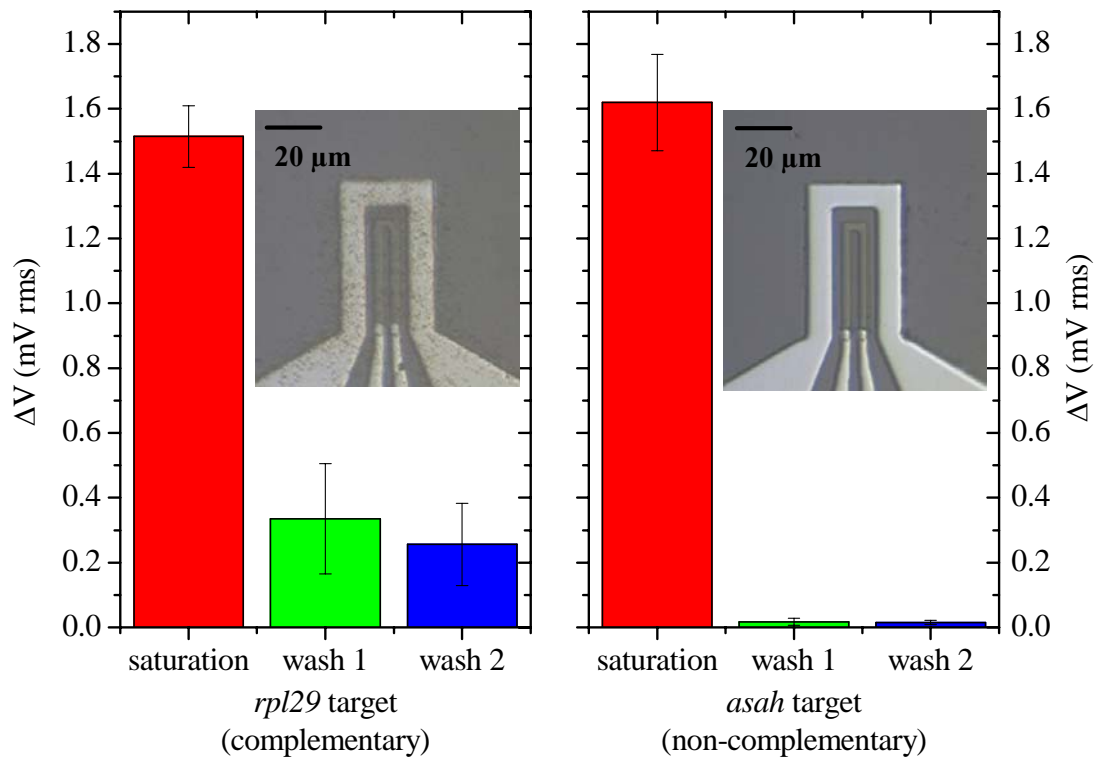 1.8
1.6
1.4
1.2
1.0
0.8
0.6
0.4
0.2
0.0
ΔV (mV rms)
20 µm
saturation wash 1 wash 2
rpl29 target
(complementary)
20 µm
saturation wash 1 wash 2
asah target
(non-complementary)
1.8
1.6
1.4
1.2
1.0
0.8
0.6
0.4
0.2
0.0
ΔV (mV rms)